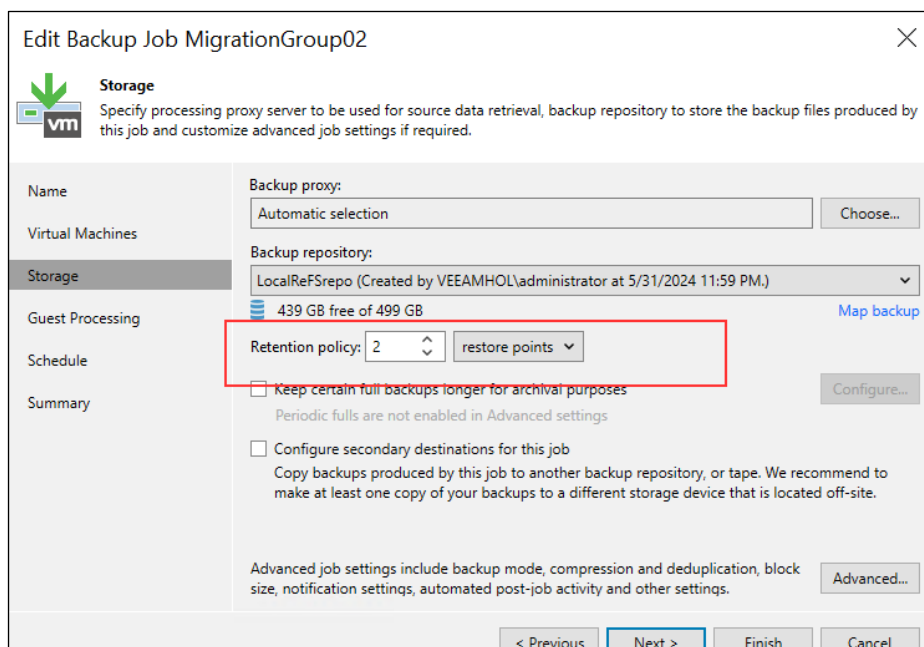 Edit Backup Job MigrationGroup02
Storage
Specify processing proxy server to be used for source data retrieval, backup repository to store the backup files produced by
this job and customize advanced job settings if required.
vm
Name
Virtual Machines
Storage
Guest Processing
Schedule
Summary
Backup proxy:
Automatic selection
Choose...
Backup repository:
LocalReFSrepo (Created by VEEAMHOL\administrator at 5/31/2024 11:59 PM.)
439 GB free of 499 GB
Map backup
Retention policy: 2 restore points
Keep certain full backups longer for archival purposes
Configure...
Periodic fulls are not enabled in Advanced settings
Configure secondary destinations for this job
Copy backups produced by this job to another backup repository, or tape. We recommend to
make at least one copy of your backups to a different storage device that is located off-site.
Advanced job settings include backup mode, compression and deduplication, block
size, notification settings, automated post-job activity and other settings.
Advanced...
< Previous
Next >
Finish
Cancel